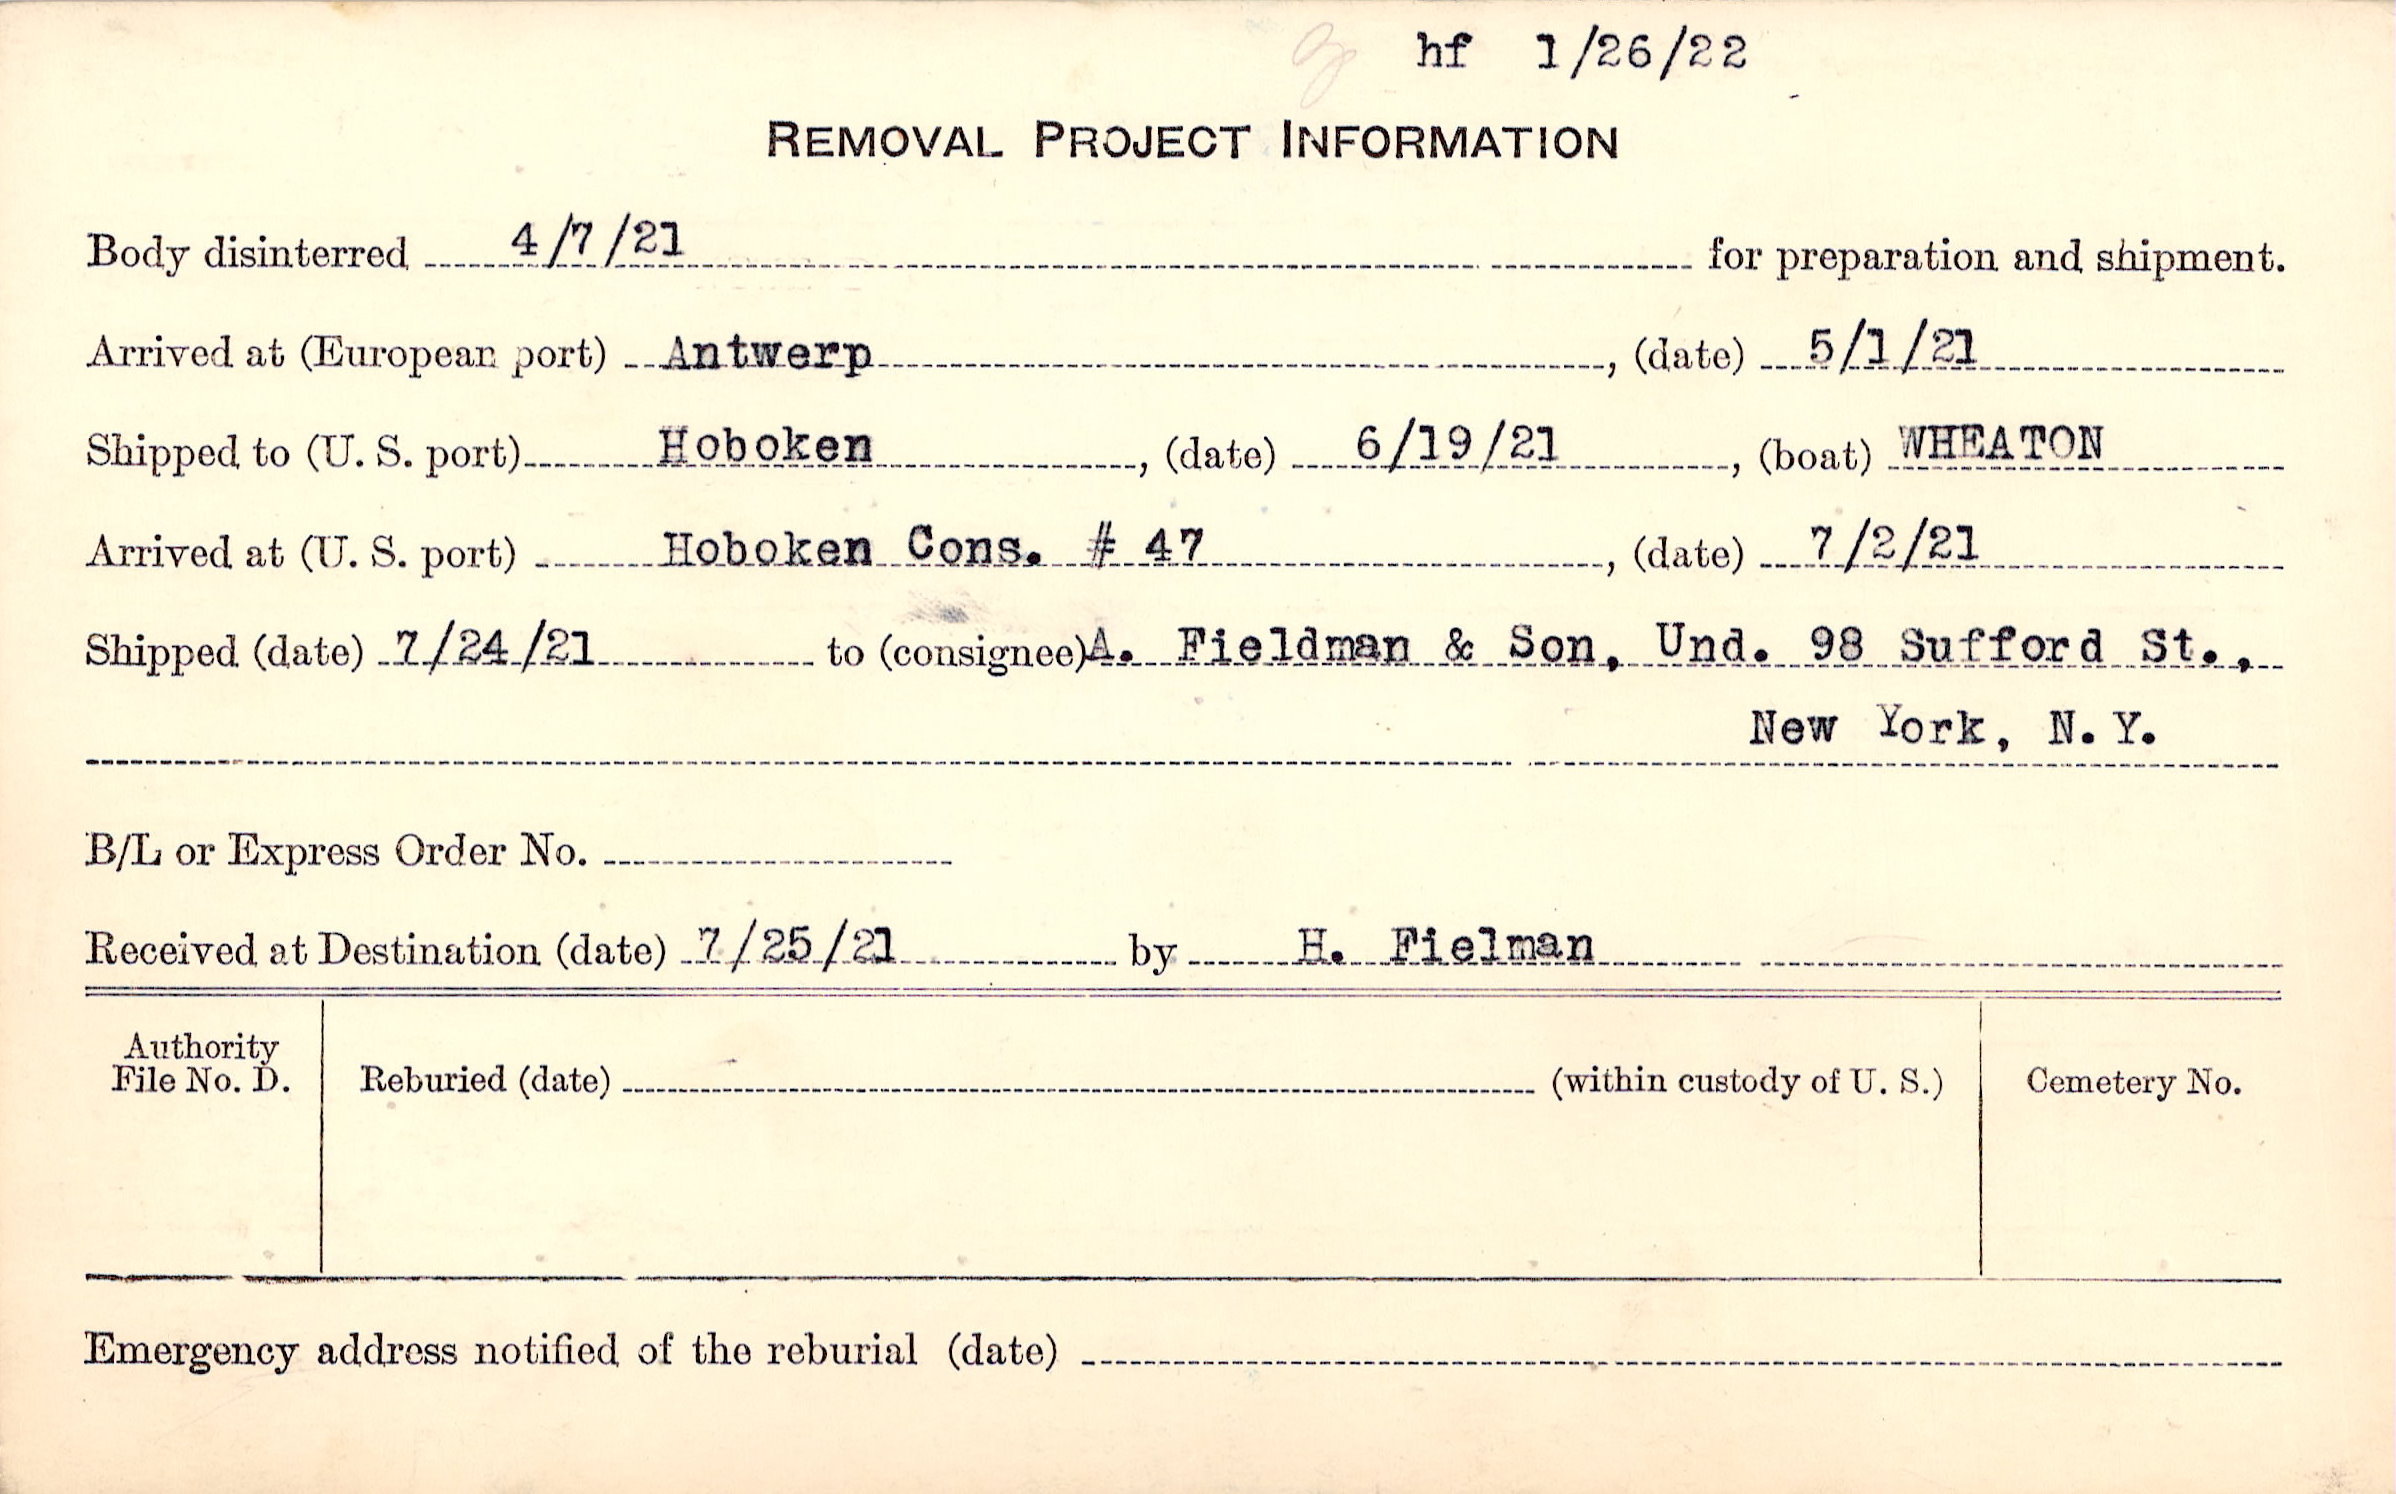 hf 1/26/22
REMOVAL PROJECT INFORMATION
Body disinterred 4/7/21 for preparation and shipment.
Arrived at (European port) Antwerp, (date) 5/1/21
Shipped to (U. S. port) Hoboken, (date) 6/19/21, (boat) WHEATON
Arrived at (U. S. port) Hoboken Cons. # 47, (date) 7/2/21
Shipped (date) 7/24/21 to (consignee) A. Fieldman & Son, Und. 98 Sufford St.,
New York, N.Y.
B/L or Express Order No.
Received at Destination (date) 7/25/21 by H. Fielman
Authority
File No. D.
Reburied (date) (within custody of U. S.)
Cemetery No.
Emergency address notified of the reburial (date)